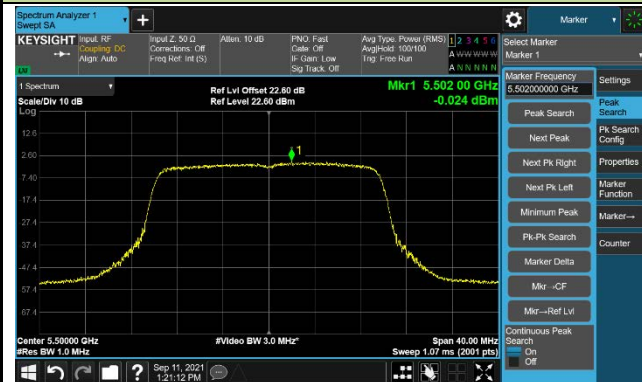 Spectrum Analyzer 1
Swept SA
+
Marker
KEYSIGHT
Input: RF
Coupling: DC
Align: Auto
Input Z: 50 Ω
Corrections: Off
Freq Ref: Int (S)
Atten: 10 dB
PNO: Fast
Gate: Off
IF Gain: Low
Sig Track: Off
Avg Type: Power (RMS)
Avg|Hold: 100/100
Trig: Free Run
1 2 3 4 5 6
A W W W W W
A N N N N N
LM
Select Marker
Marker 1
1 Spectrum
Scale/Div 10 dB
Log
Ref Lvl Offset 22.60 dB
Ref Level 22.60 dBm
Mkr1 5.502 00 GHz
-0.024 dBm
12.6
2.60
-7.40
-17.4
-27.4
-37.4
-47.4
-57.4
-67.4
1
Center 5.50000 GHz
#Res BW 1.0 MHz
#Video BW 3.0 MHz*
Span 40.00 MHz
Sweep 1.07 ms (2001 pts)
Marker Frequency
5.502000000 GHz
Peak Search
Next Peak
Next Pk Right
Next Pk Left
Minimum Peak
Pk-Pk Search
Marker Delta
Mkr→CF
Mkr→Ref Lvl
Continuous Peak
Search
On
Off
Settings
Peak
Search
Pk Search
Config
Properties
Marker
Function
Marker→
Counter
?
Sep 11, 2021
1:21:12 PM